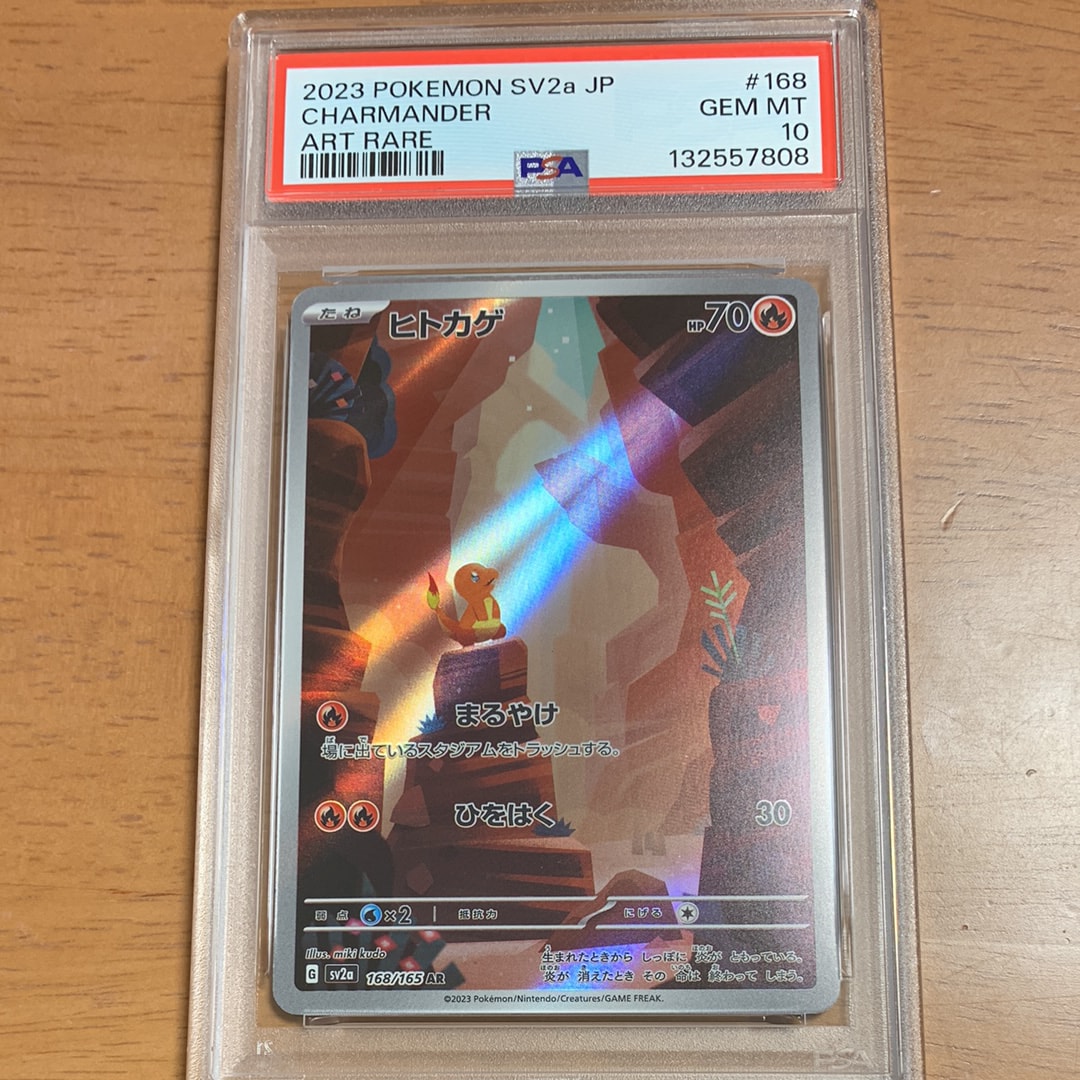 2023 POKEMON SV2a JP #168
CHARMANDER GEM MT
ART RARE 10
PSA 132557808
たね ヒトカゲ HP70
まるやけ
場に出ているスタジアムをトラッシュする。
ひをはく 30
弱点 ×2 抵抗力 にげる
Illus. miki kudo
生まれたときから しっぽに 炎が ともっている。
炎が 消えたとき その 命は 終わって しまう。
G sv2a 168/165 AR
©2023 Pokémon/Nintendo/Creatures/GAME FREAK.